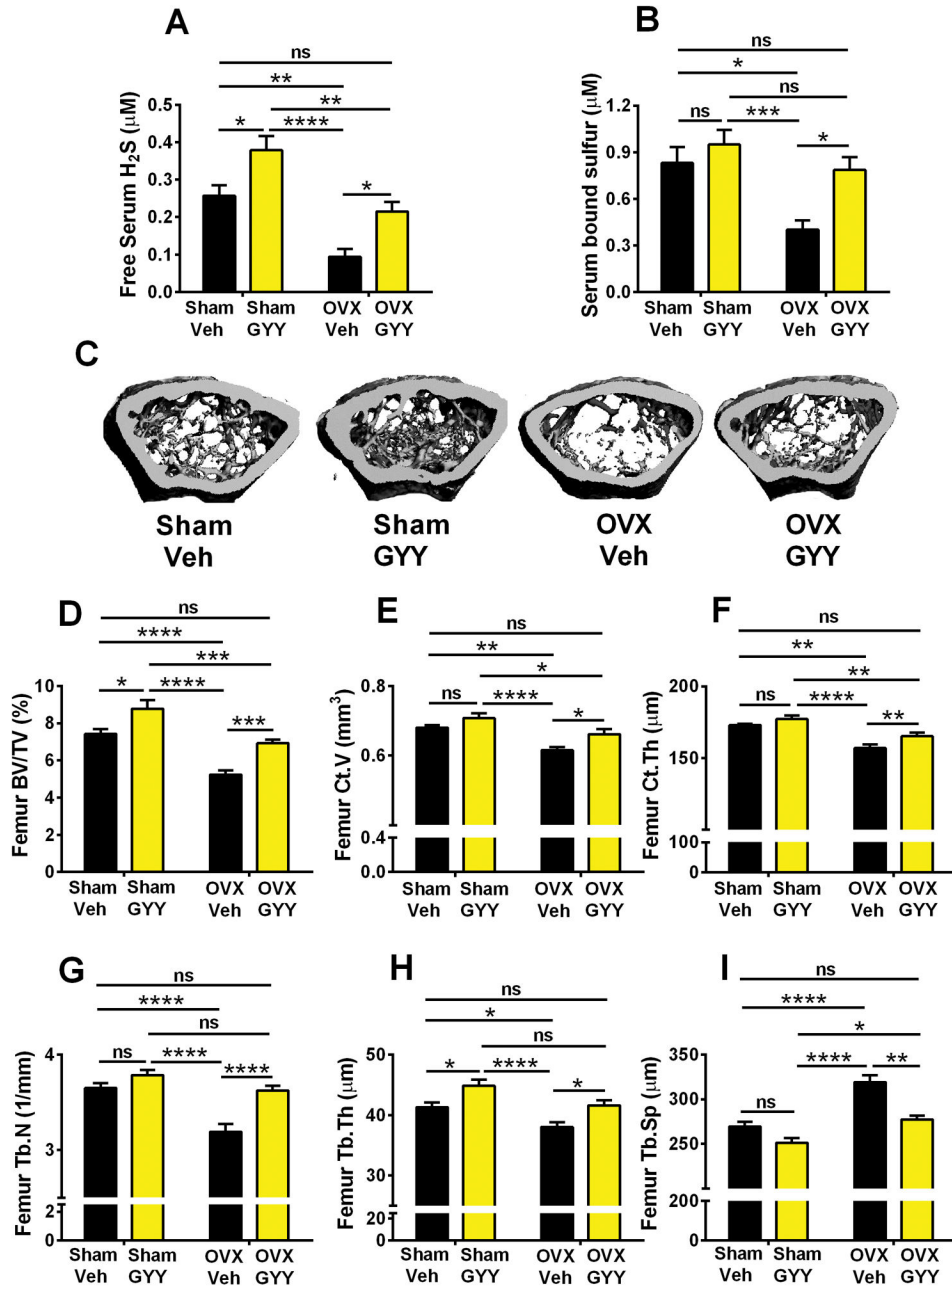 A
ns
**
**
*
****
*
Free Serum H2S (μM)
0.5
0.4
0.3
0.2
0.1
0.0
Sham Veh
Sham GYY
OVX Veh
OVX GYY
B
ns
*
ns
ns
***
*
Serum bound sulfur (μM)
1.2
0.9
0.6
0.3
0.0
Sham Veh
Sham GYY
OVX Veh
OVX GYY
C
Sham Veh
Sham GYY
OVX Veh
OVX GYY
D
ns
****
***
*
****
***
Femur BV/TV (%)
10
8
6
4
2
0
Sham Veh
Sham GYY
OVX Veh
OVX GYY
E
ns
**
*
ns
****
*
Femur Ct.V (mm3)
0.8
0.6
0.4
0.0
Sham Veh
Sham GYY
OVX Veh
OVX GYY
F
ns
**
**
ns
****
**
Femur Ct.Th (μm)
200
150
100
0
Sham Veh
Sham GYY
OVX Veh
OVX GYY
G
ns
****
ns
ns
****
****
Femur Tb.N (1/mm)
4
3
2
0
Sham Veh
Sham GYY
OVX Veh
OVX GYY
H
ns
*
ns
*
****
*
Femur Tb.Th (μm)
50
40
30
20
0
Sham Veh
Sham GYY
OVX Veh
OVX GYY
I
ns
****
*
****
**
ns
Femur Tb.Sp (μm)
350
300
250
200
0
Sham Veh
Sham GYY
OVX Veh
OVX GYY